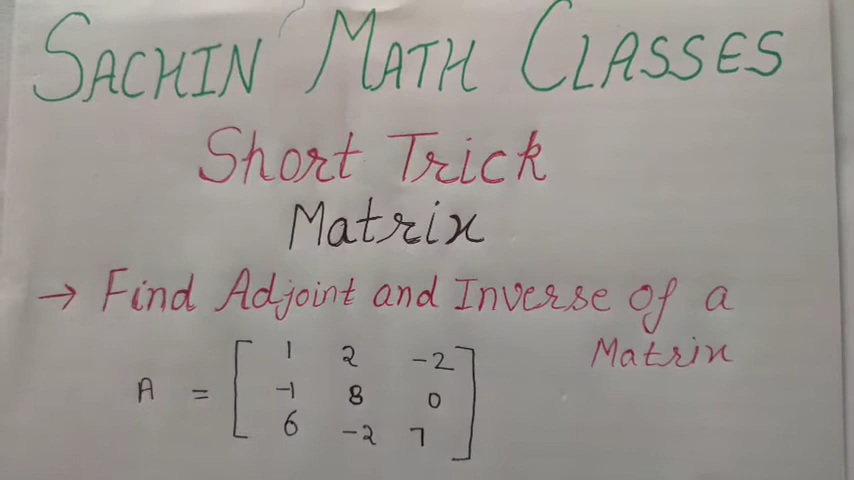 SACHIN MATH CLASSES
Short Trick
Matrix
→ Find Adjoint and Inverse of a
Matrix
A = [ 1 2 -2
-1 8 0
6 -2 7 ]